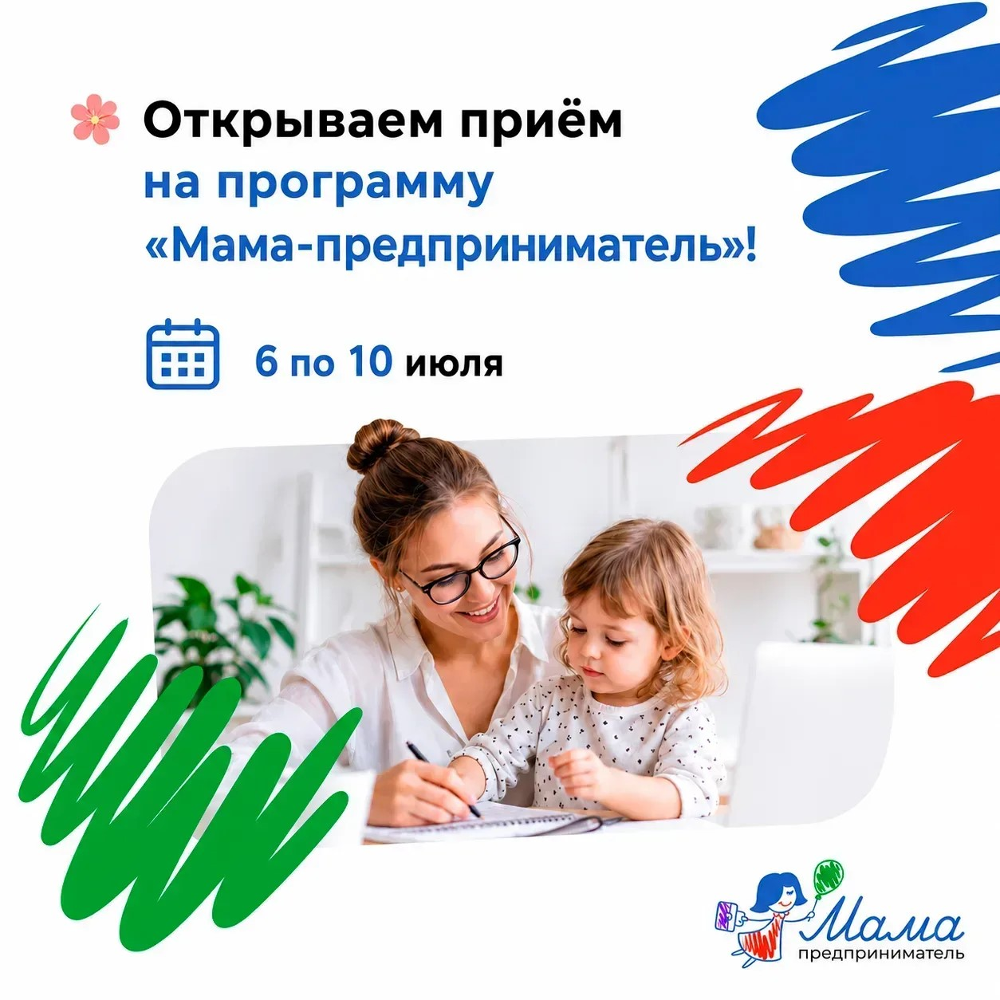 Открываем приём
на программу
«Мама-предприниматель»!
6 по 10 июля
Мама
предприниматель